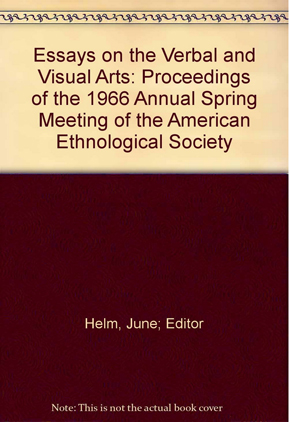 Essays on the Verbal and
Visual Arts: Proceedings
of the 1966 Annual Spring
Meeting of the American
Ethnological Society
Helm, June; Editor
Note: This is not the actual book cover